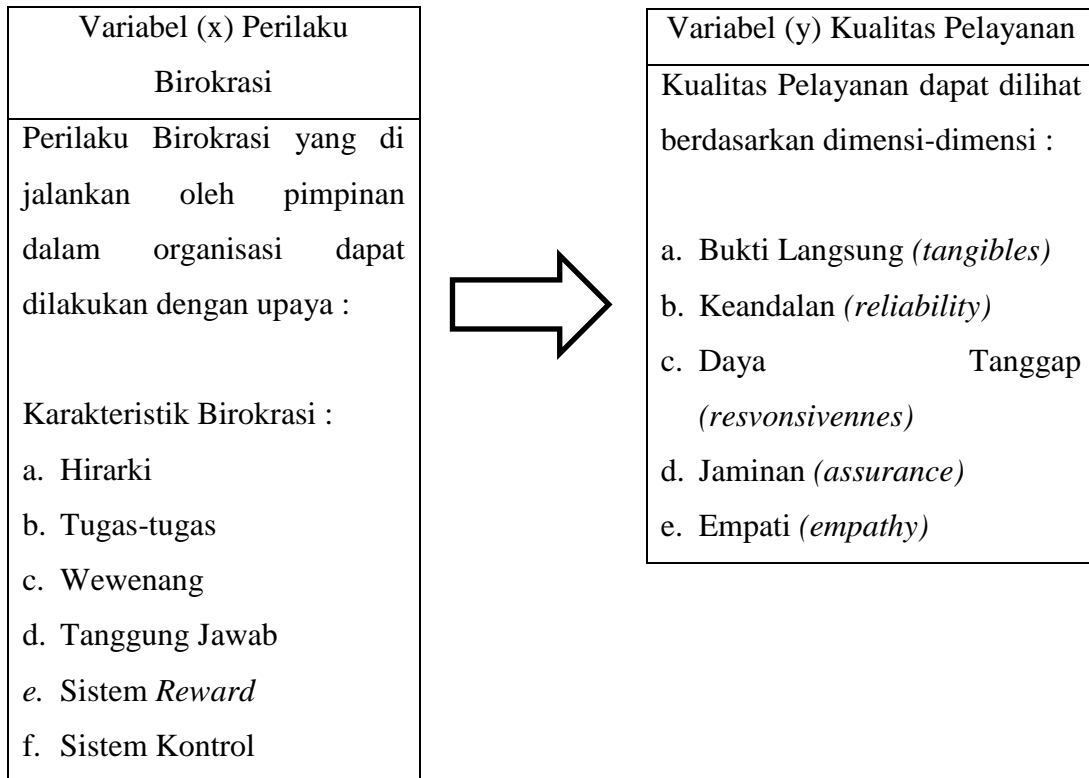 Variabel (x) Perilaku
Birokrasi
Perilaku Birokrasi yang di
jalankan oleh pimpinan
dalam organisasi dapat
dilakukan dengan upaya :
Karakteristik Birokrasi :
a. Hirarki
b. Tugas-tugas
c. Wewenang
d. Tanggung Jawab
e. Sistem Reward
f. Sistem Kontrol
Variabel (y) Kualitas Pelayanan
Kualitas Pelayanan dapat dilihat
berdasarkan dimensi-dimensi :
a. Bukti Langsung (tangibles)
b. Keandalan (reliability)
c. Daya Tanggap
(resvonsivennes)
d. Jaminan (assurance)
e. Empati (empathy)